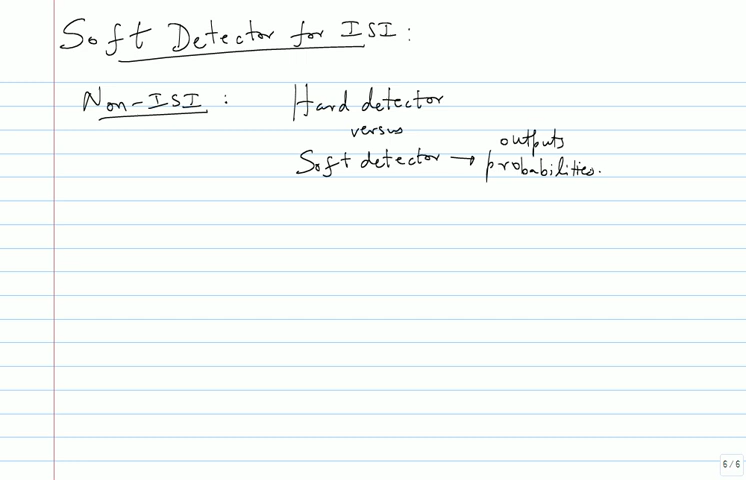 Soft Detector for ISI:
Non-ISI: Hard detector
versus
Soft detector → outputs probabilities.
6/6